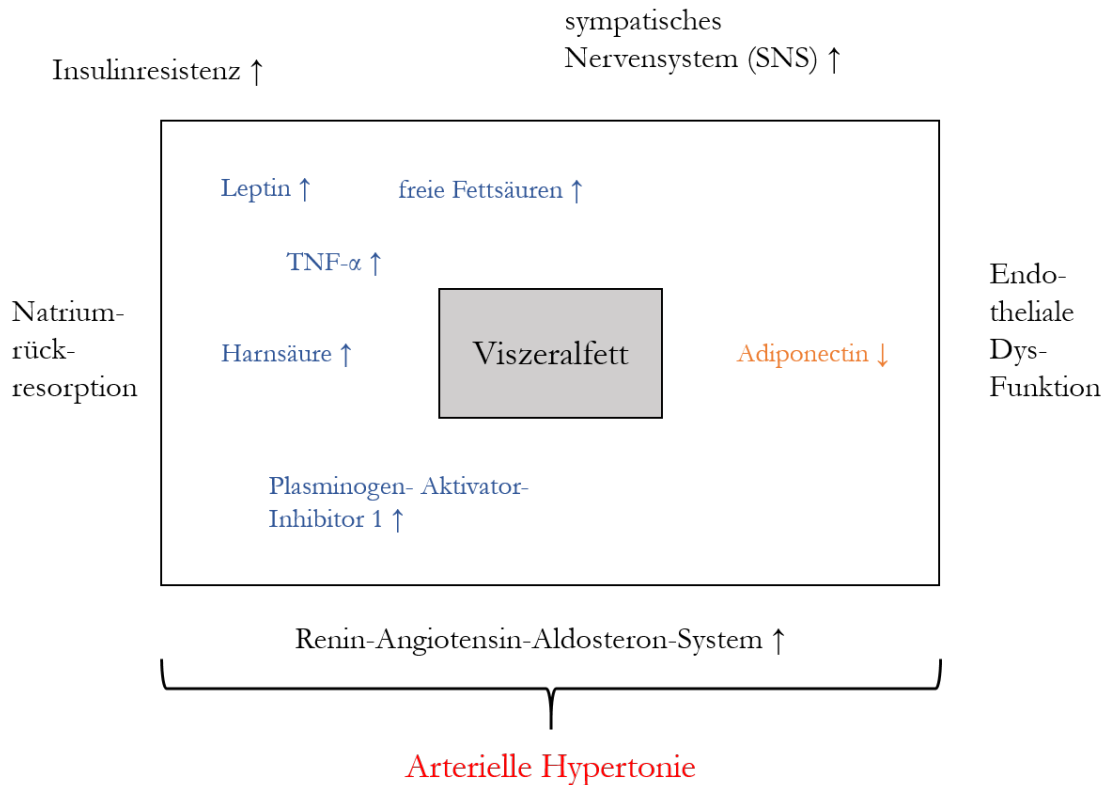 sympatisches
Nervensystem (SNS) ↑
Insulinresistenz ↑
Leptin ↑
freie Fettsäuren ↑
TNF-α ↑
Natrium-
rück-
resorption
Harnsäure ↑
Viszeralfett
Adiponectin ↓
Endo-
theliale
Dys-
Funktion
Plasminogen- Aktivator-
Inhibitor 1 ↑
Renin-Angiotensin-Aldosteron-System ↑
Arterielle Hypertonie